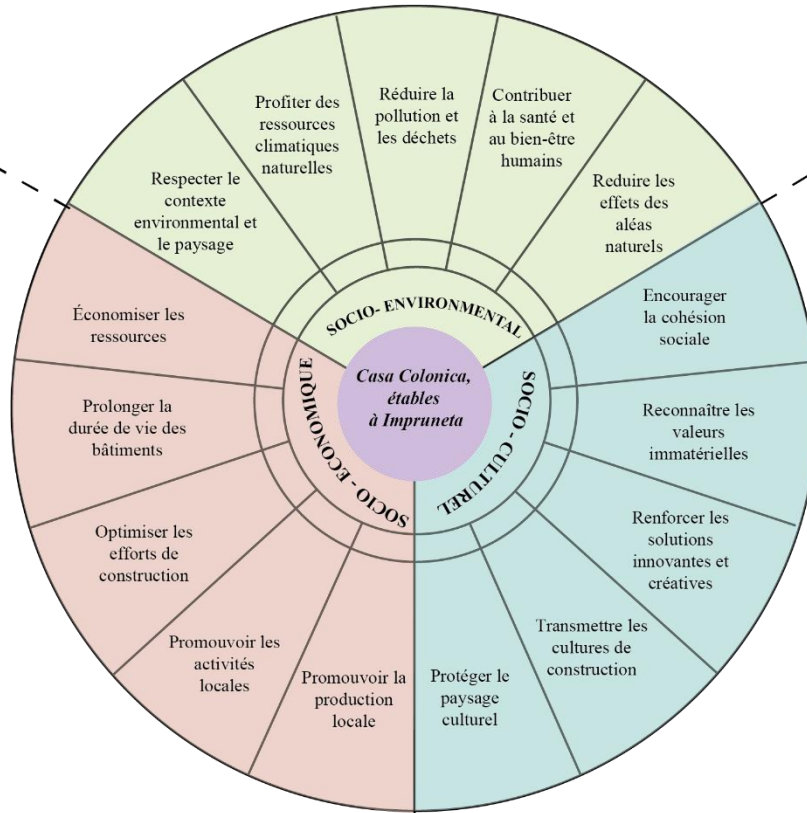 Respecter le
contexte
environmental et
le paysage
Profiter des
ressources
climatiques
naturelles
Réduire la
pollution et
les déchets
Contribuer
à la santé et
au bien-être
humains
Reduire les
effets des
aléas
naturels
Encourager
la cohésion
sociale
Reconnaître les
valeurs
immatérielles
Renforcer les
solutions
innovantes et
créatives
Transmettre les
cultures de
construction
Protéger le
paysage
culturel
Promouvoir la
production
locale
Promouvoir les
activités
locales
Optimiser les
efforts de
construction
Prolonger la
durée de vie des
bâtiments
Économiser les
ressources
SOCIO- ENVIRONMENTAL
SOCIO - CULTUREL
SOCIO - ECONOMIQUE
Casa Colonica,
étables
à Impruneta